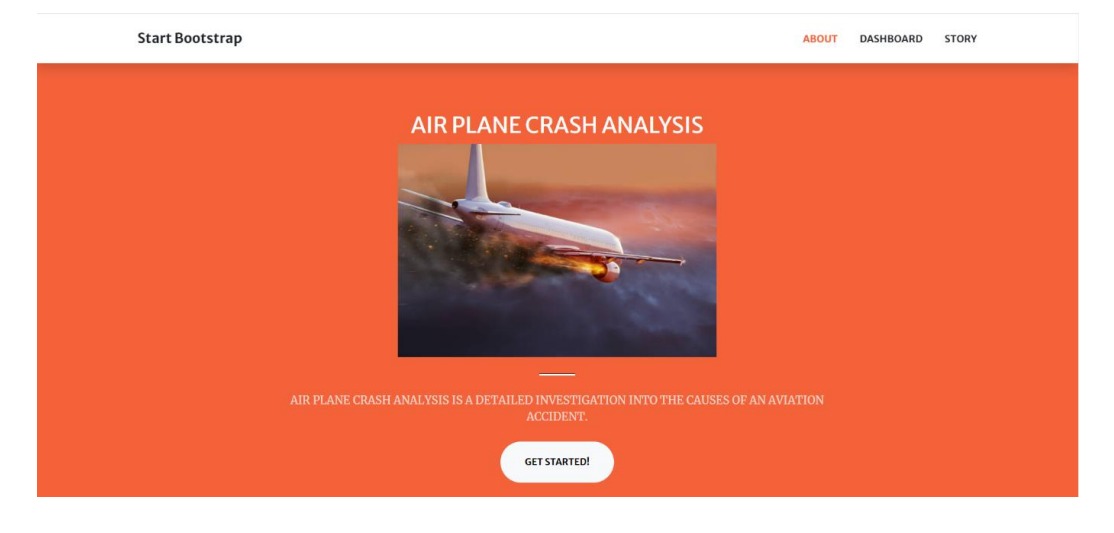 Start Bootstrap
ABOUT DASHBOARD STORY
AIR PLANE CRASH ANALYSIS
AIR PLANE CRASH ANALYSIS IS A DETAILED INVESTIGATION INTO THE CAUSES OF AN AVIATION
ACCIDENT.
GET STARTED!